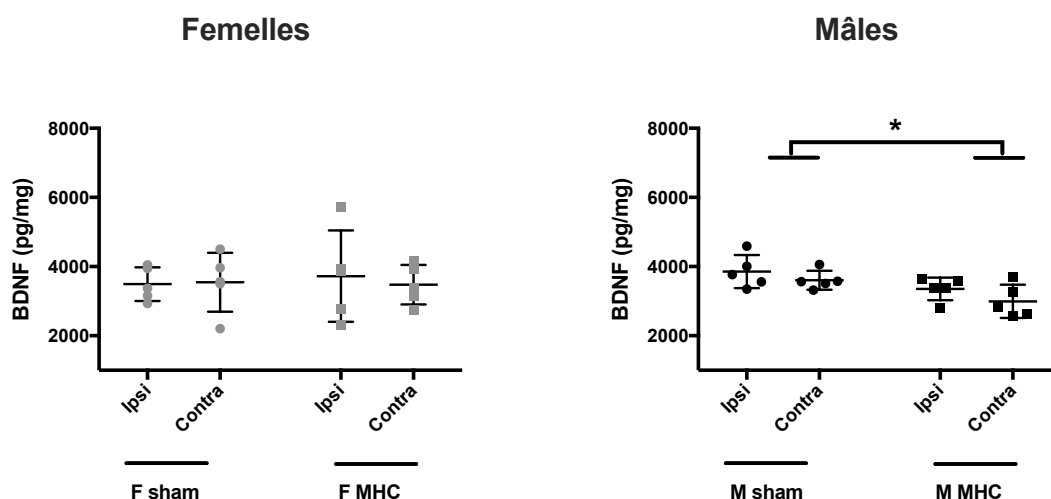 Femelles
8000
6000
4000
2000
BDNF (pg/mg)
Ipsi
Contra
Ipsi
Contra
F sham
F MHC
Mâles
8000
6000
4000
2000
BDNF (pg/mg)
*
Ipsi
Contra
Ipsi
Contra
M sham
M MHC